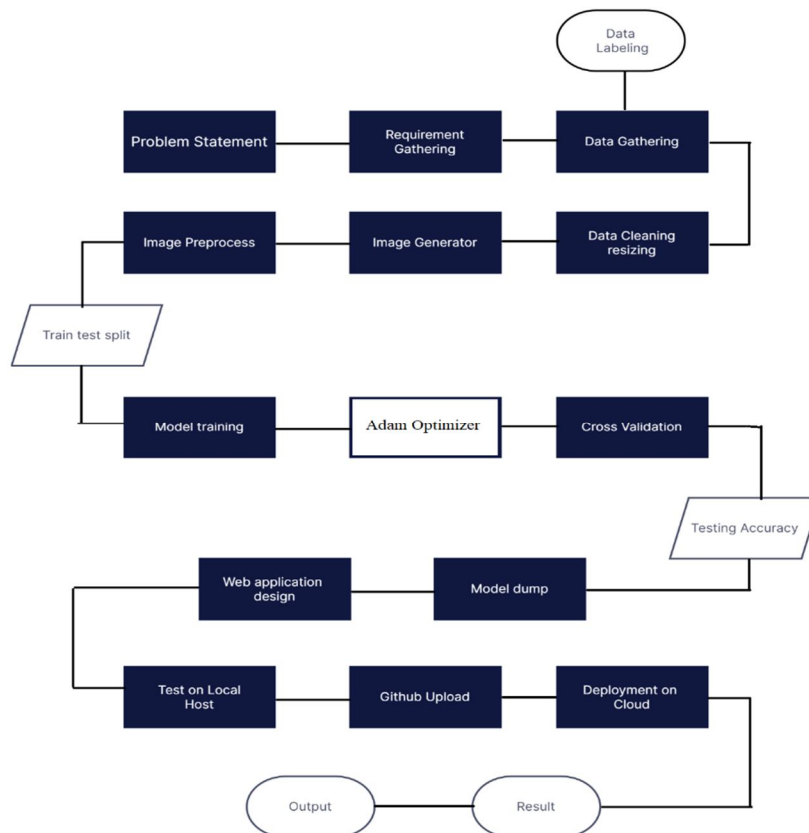 Data
Labeling
Problem Statement
Requirement
Gathering
Data Gathering
Image Preprocess
Image Generator
Data Cleaning
resizing
Train test split
Model training
Adam Optimizer
Cross Validation
Testing Accuracy
Web application
design
Model dump
Test on Local
Host
Github Upload
Deployment on
Cloud
Output
Result